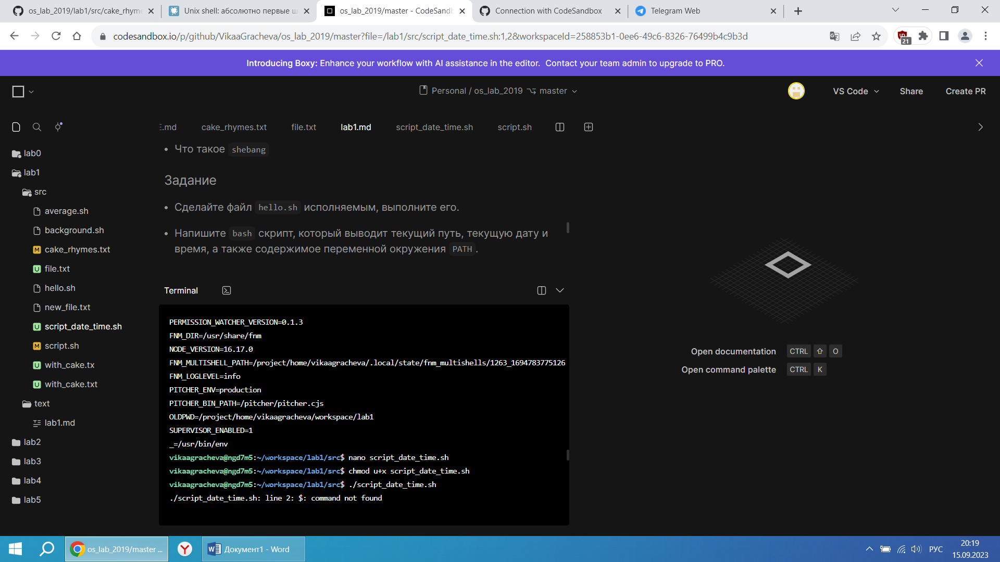 os_lab_2019/lab1/src/cake_rhyme
Unix shell: абсолютно первые ш
os_lab_2019/master - CodeSandb
Connection with CodeSandbox
Telegram Web
codesandbox.io/p/github/VikaaGracheva/os_lab_2019/master?file=/lab1/src/script_date_time.sh:1,2&workspaceId=258853b1-0ee6-49c6-8326-76499b4c9b3d
21
Introducing Boxy: Enhance your workflow with AI assistance in the editor. Contact your team admin to upgrade to PRO.
Personal / os_lab_2019 master
VS Code
Share
Create PR
E.md
cake_rhymes.txt
file.txt
lab1.md
script_date_time.sh
script.sh
lab0
lab1
src
average.sh
background.sh
M cake_rhymes.txt
U file.txt
hello.sh
new_file.txt
U script_date_time.sh
M script.sh
U with_cake.tx
U with_cake.txt
text
lab1.md
lab2
lab3
lab4
lab5
• Что такое shebang
Задание
• Сделайте файл hello.sh исполняемым, выполните его.
• Напишите bash скрипт, который выводит текущий путь, текущую дату и
время, а также содержимое переменной окружения PATH.
Terminal
PERMISSION_WATCHER_VERSION=0.1.3
FNM_DIR=/usr/share/fnm
NODE_VERSION=16.17.0
FNM_MULTISHELL_PATH=/project/home/vikaagracheva/.local/state/fnm_multishells/1263_1694783775126
FNM_LOGLEVEL=info
PITCHER_ENV=production
PITCHER_BIN_PATH=/pitcher/pitcher.cjs
OLDPWD=/project/home/vikaagracheva/workspace/lab1
SUPERVISOR_ENABLED=1
_=/usr/bin/env
vikaagracheva@ngd7m5:~/workspace/lab1/src$ nano script_date_time.sh
vikaagracheva@ngd7m5:~/workspace/lab1/src$ chmod u+x script_date_time.sh
vikaagracheva@ngd7m5:~/workspace/lab1/src$ ./script_date_time.sh
./script_date_time.sh: line 2: $: command not found
Open documentation CTRL ⇧ O
Open command palette CTRL K
os_lab_2019/master ...
Документ1 - Word
РУС
20:19
15.09.2023